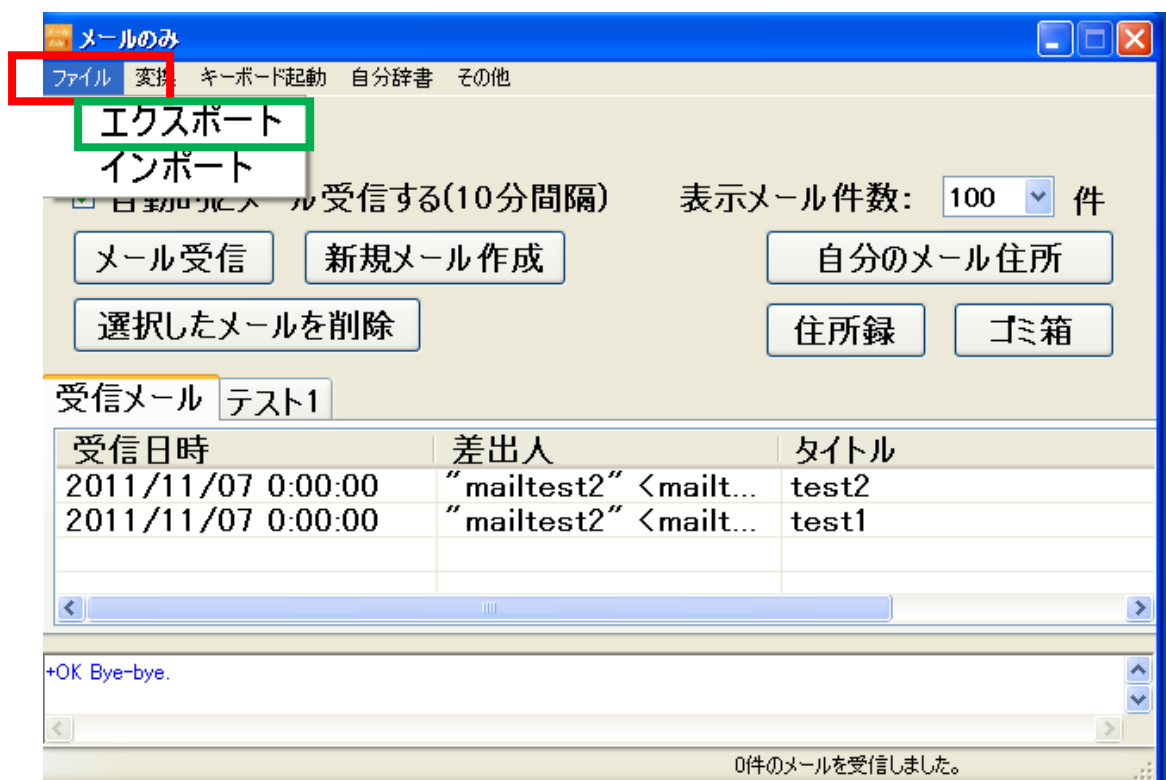 メールのみ
ファイル 変換 キーボード起動 自分辞書 その他
エクスポート
インポート
自動的にメール受信する(10分間隔) 表示メール件数: 100 件
メール受信 新規メール作成 自分のメール住所
選択したメールを削除 住所録 ゴミ箱
受信メール テスト1
受信日時 差出人 タイトル
2011/11/07 0:00:00 "mailtest2" <mailt... test2
2011/11/07 0:00:00 "mailtest2" <mailt... test1
+OK Bye-bye.
0件のメールを受信しました。